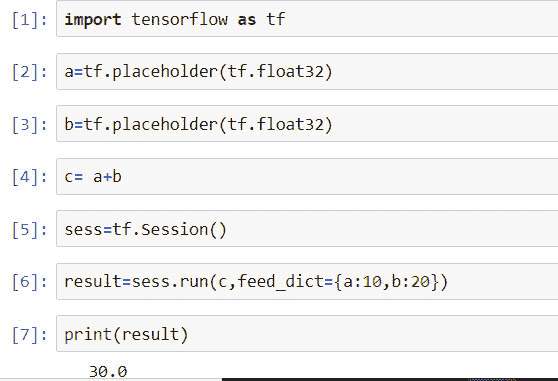 [1]: import tensorflow as tf
[2]: a=tf.placeholder(tf.float32)
[3]: b=tf.placeholder(tf.float32)
[4]: c= a+b
[5]: sess=tf.Session()
[6]: result=sess.run(c,feed_dict={a:10,b:20})
[7]: print(result)
30.0